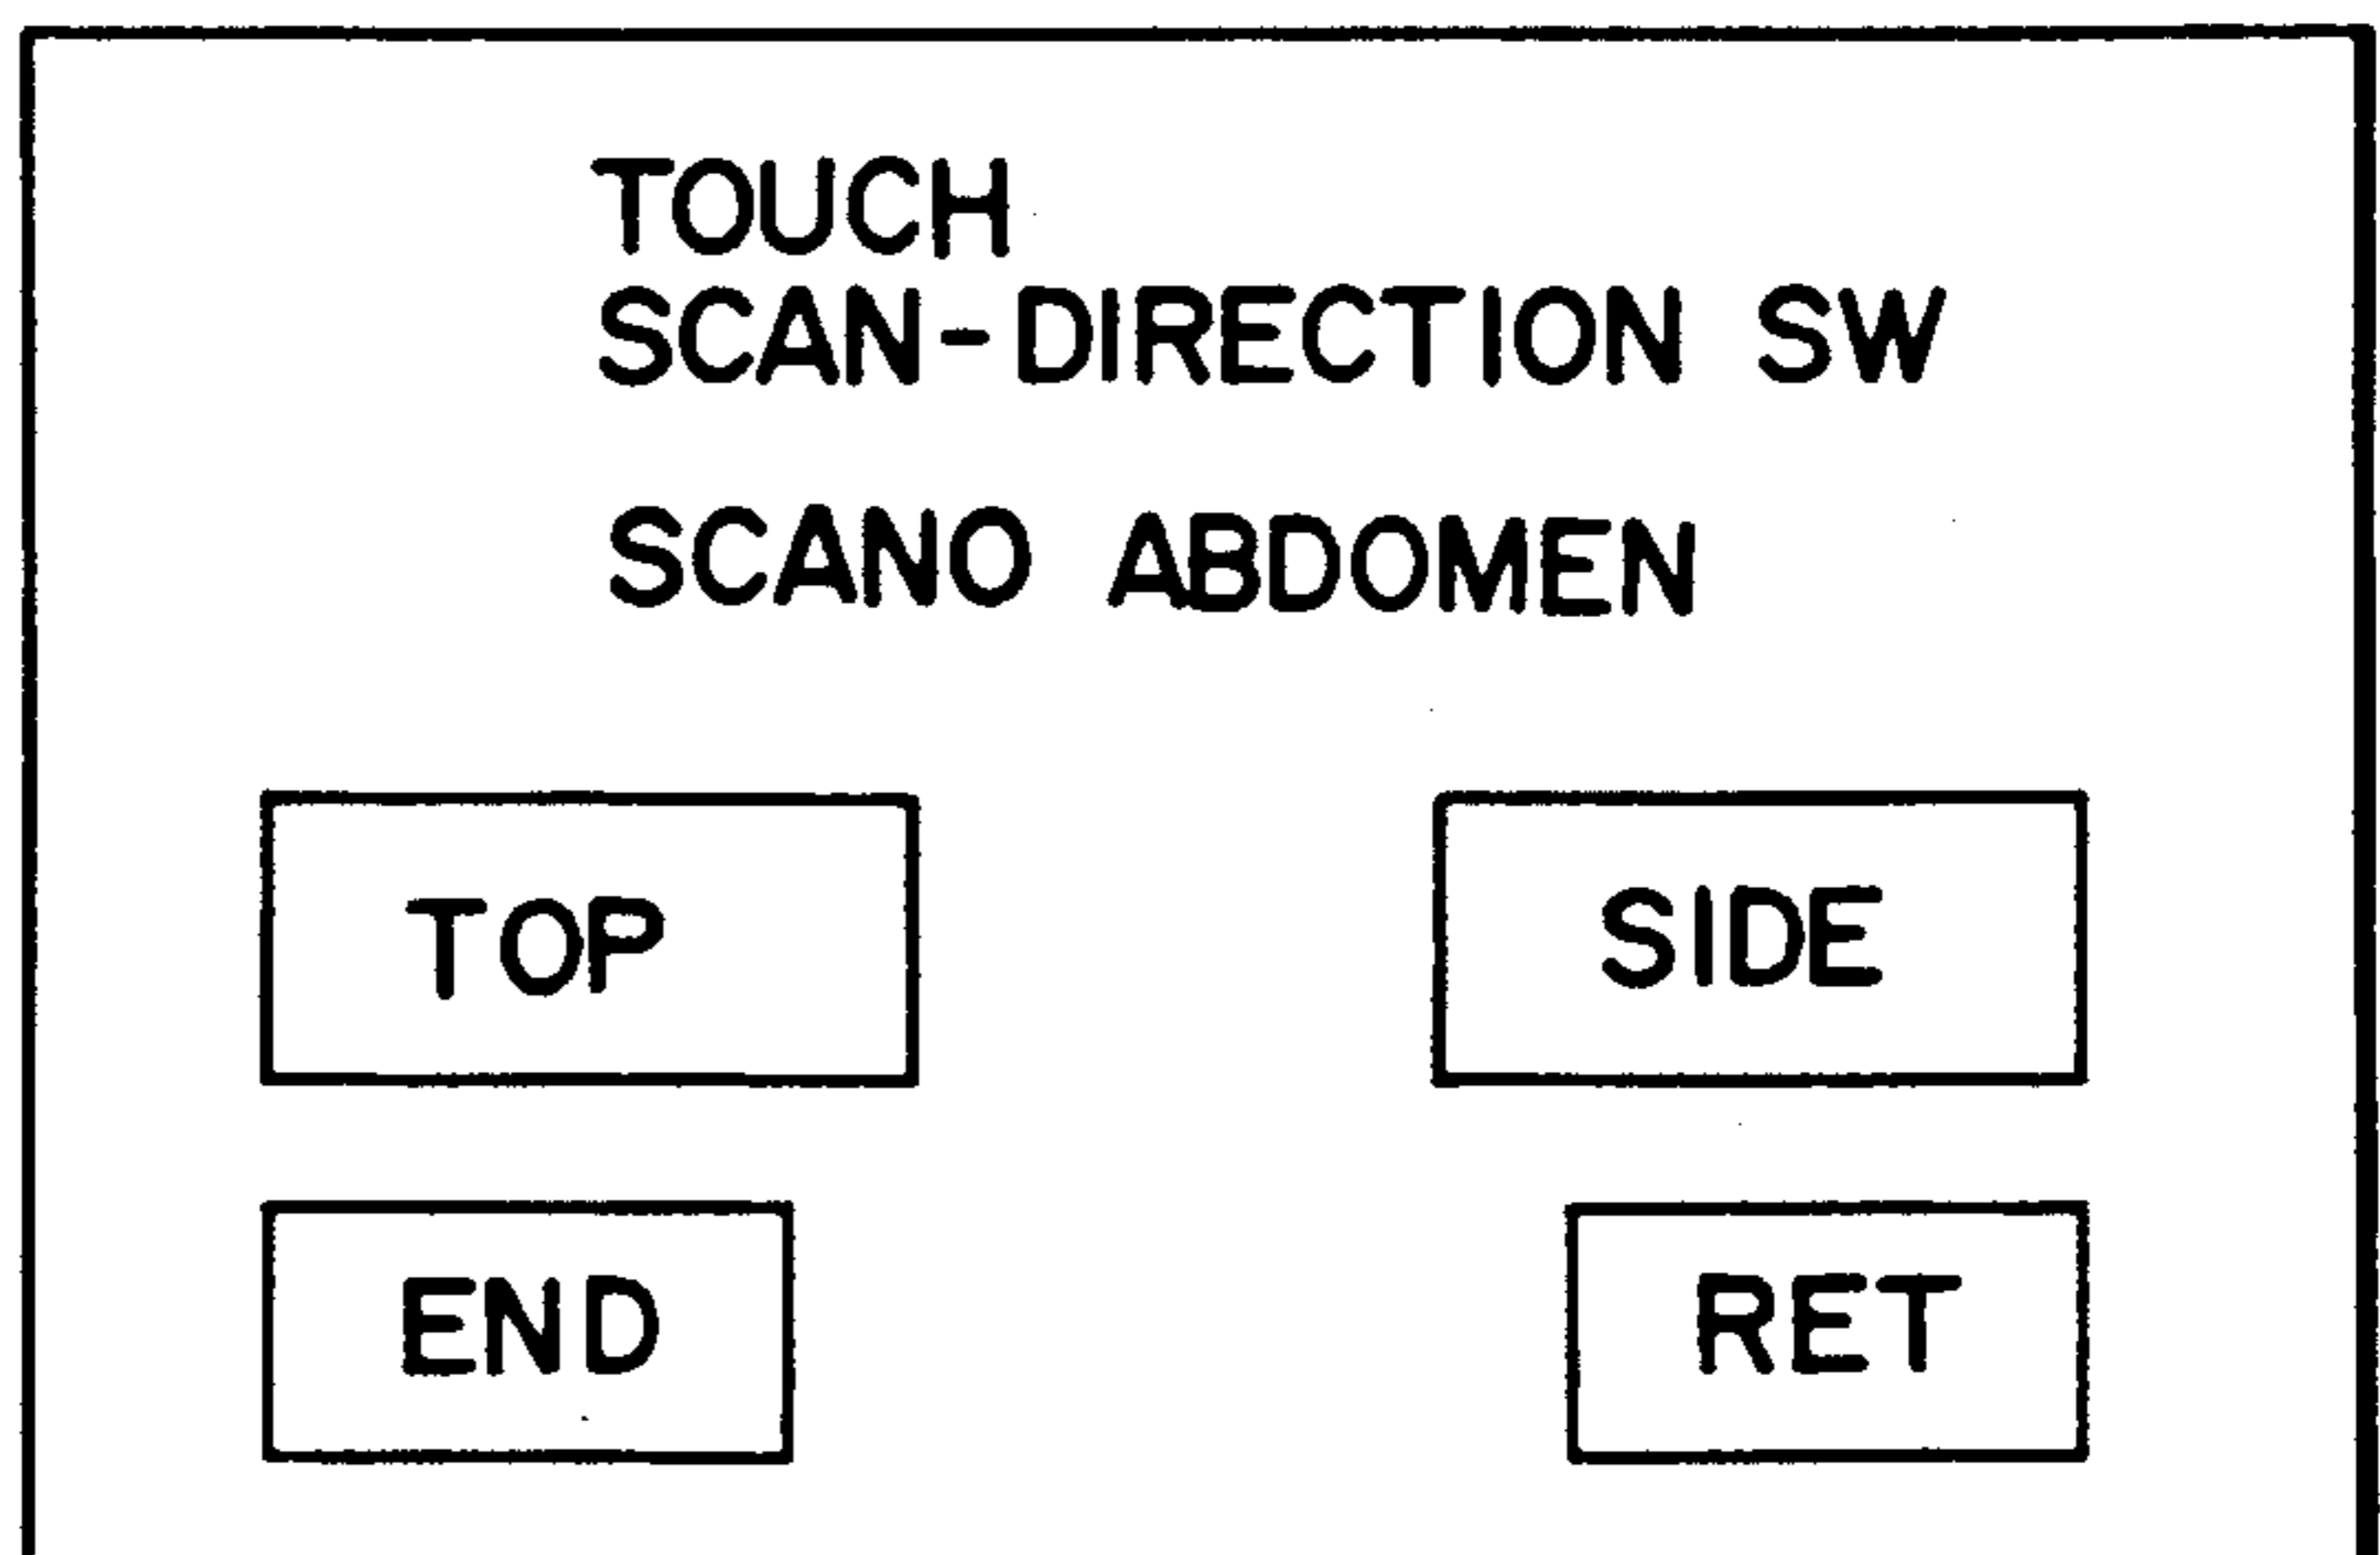 TOUCH
SCAN-DIRECTION SW
SCANO ABDOMEN
TOP
SIDE
END
RET